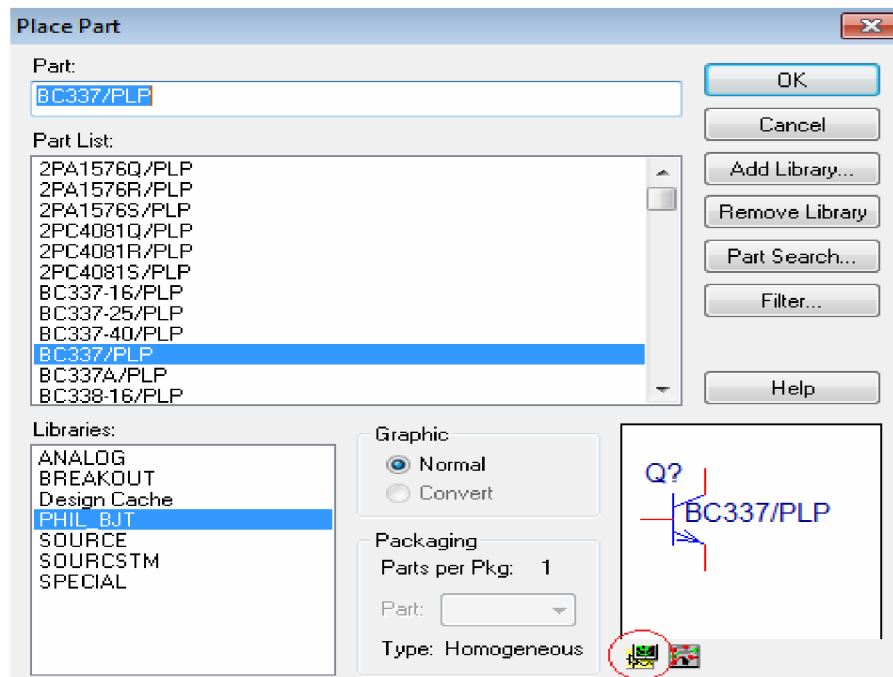 Place Part
Part:
BC337/PLP
OK
Cancel
Part List:
2PA1576Q/PLP
2PA1576R/PLP
2PA1576S/PLP
2PC4081Q/PLP
2PC4081R/PLP
2PC4081S/PLP
BC337-16/PLP
BC337-25/PLP
BC337-40/PLP
BC337/PLP
BC337A/PLP
BC338-16/PLP
Add Library...
Remove Library
Part Search...
Filter...
Help
Libraries:
ANALOG
BREAKOUT
Design Cache
PHIL_BJT
SOURCE
SOURCSTM
SPECIAL
Graphic
Normal
Convert
Packaging
Parts per Pkg: 1
Part:
Type: Homogeneous
Q?
BC337/PLP